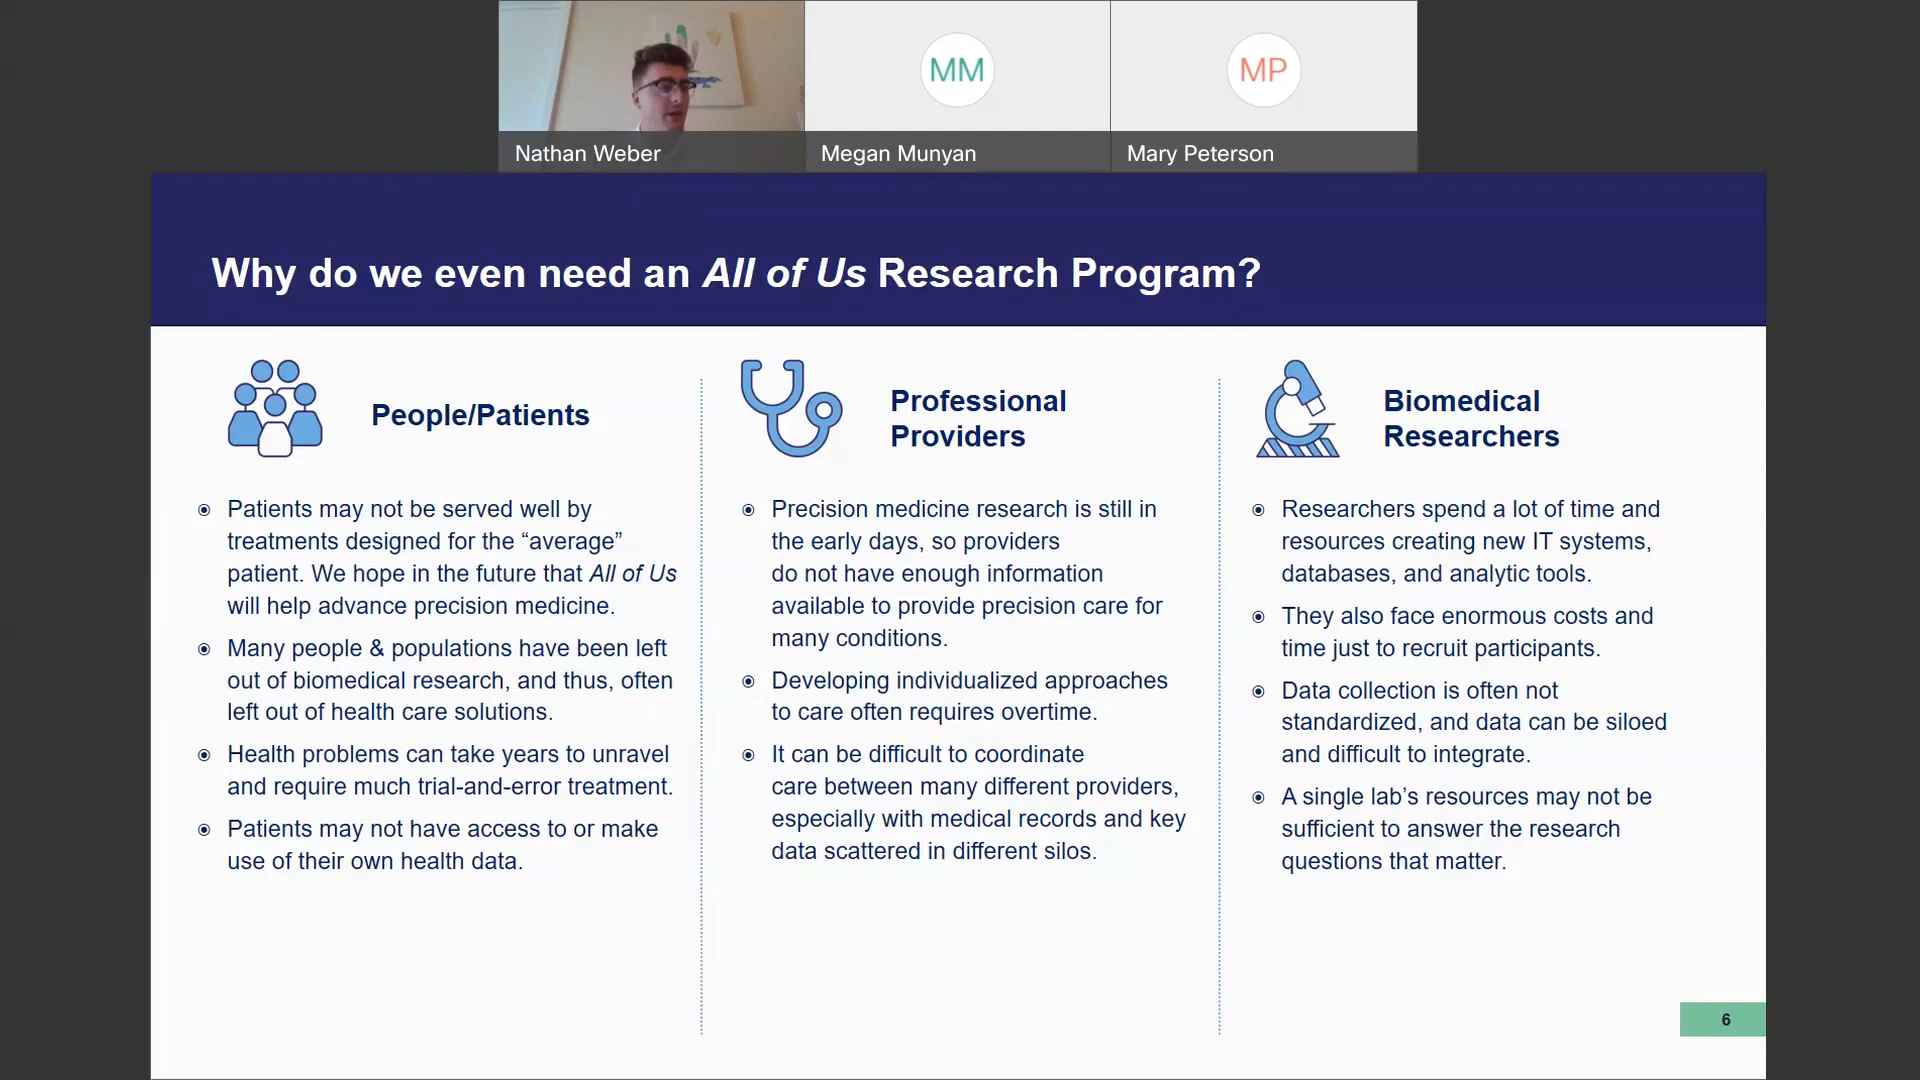 MM
MP
Nathan Weber
Megan Munyan
Mary Peterson
Why do we even need an All of Us Research Program?
People/Patients
Patients may not be served well by
treatments designed for the “average”
patient. We hope in the future that All of Us
will help advance precision medicine.
Many people & populations have been left
out of biomedical research, and thus, often
left out of health care solutions.
Health problems can take years to unravel
and require much trial-and-error treatment.
Patients may not have access to or make
use of their own health data.
Professional
Providers
Precision medicine research is still in
the early days, so providers
do not have enough information
available to provide precision care for
many conditions.
Developing individualized approaches
to care often requires overtime.
It can be difficult to coordinate
care between many different providers,
especially with medical records and key
data scattered in different silos.
Biomedical
Researchers
Researchers spend a lot of time and
resources creating new IT systems,
databases, and analytic tools.
They also face enormous costs and
time just to recruit participants.
Data collection is often not
standardized, and data can be siloed
and difficult to integrate.
A single lab’s resources may not be
sufficient to answer the research
questions that matter.
6